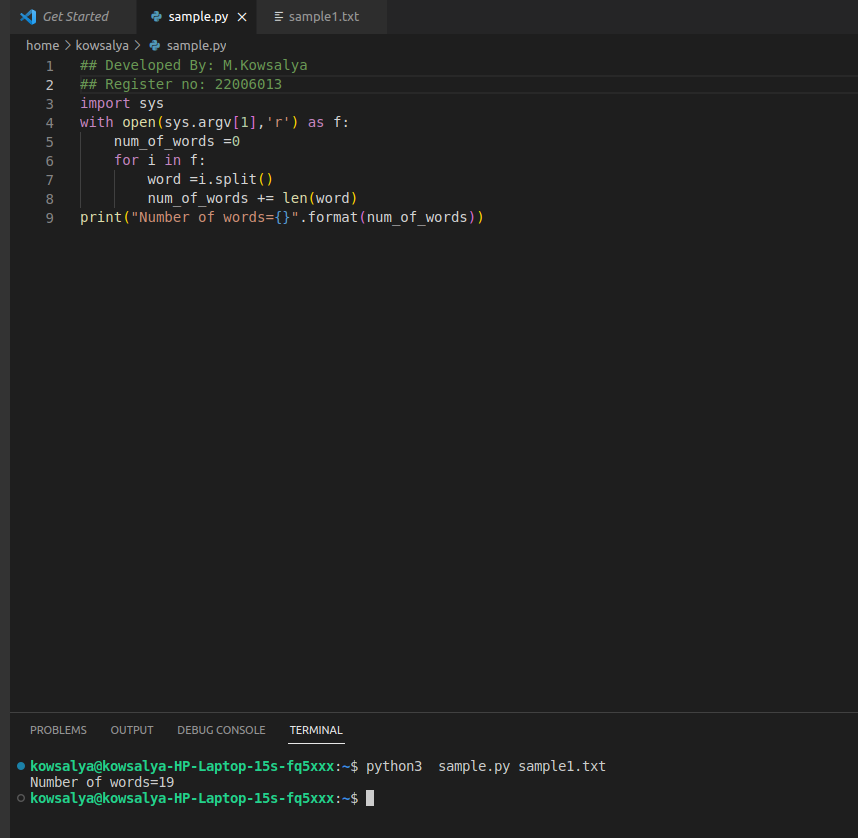 Get Started sample.py sample1.txt
home > kowsalya > sample.py
1 ## Developed By: M.Kowsalya
2 ## Register no: 22006013
3 import sys
4 with open(sys.argv[1],'r') as f:
5     num_of_words =0
6     for i in f:
7         word =i.split()
8         num_of_words += len(word)
9 print("Number of words={}".format(num_of_words))
PROBLEMS OUTPUT DEBUG CONSOLE TERMINAL
kowsalya@kowsalya-HP-Laptop-15s-fq5xxx:~$ python3  sample.py sample1.txt
Number of words=19
kowsalya@kowsalya-HP-Laptop-15s-fq5xxx:~$